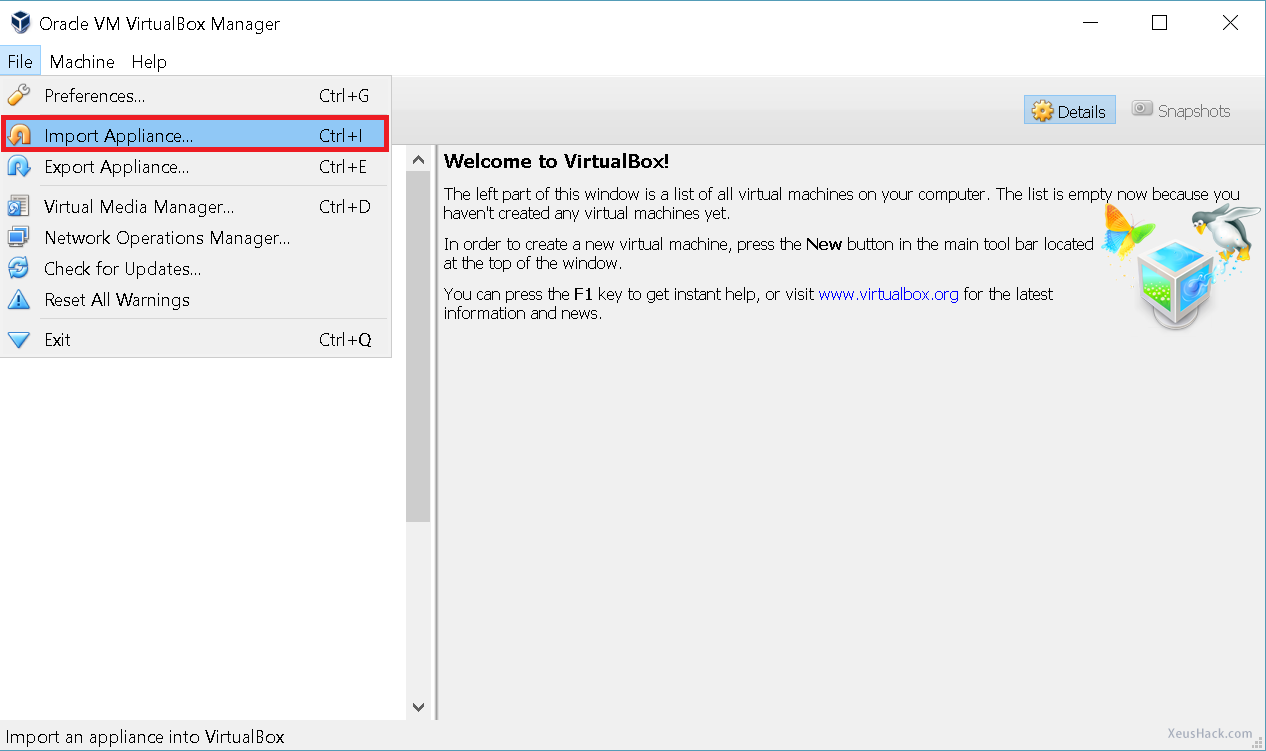 Oracle VM VirtualBox Manager
File Machine Help
Preferences... Ctrl+G
Import Appliance... Ctrl+I
Export Appliance... Ctrl+E
Virtual Media Manager... Ctrl+D
Network Operations Manager...
Check for Updates...
Reset All Warnings
Exit Ctrl+Q
Details Snapshots
Welcome to VirtualBox!
The left part of this window is a list of all virtual machines on your computer. The list is empty now because you
haven't created any virtual machines yet.
In order to create a new virtual machine, press the New button in the main tool bar located
at the top of the window.
You can press the F1 key to get instant help, or visit www.virtualbox.org for the latest
information and news.
Import an appliance into VirtualBox
XeusHack.com